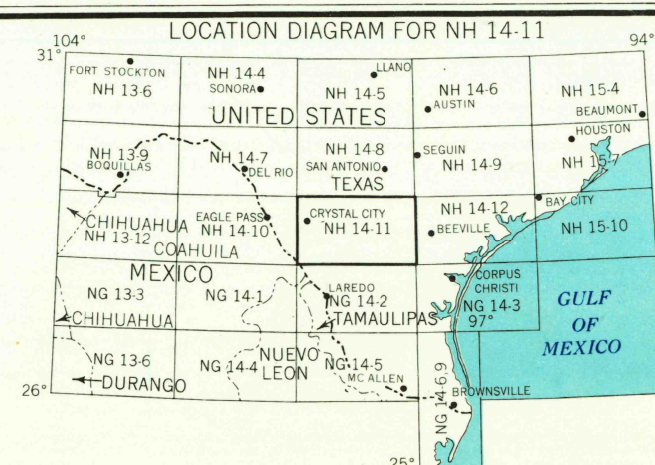 LOCATION DIAGRAM FOR NH 14-11
104°
94°
31°
FORT STOCKTON
NH 13-6
NH 14-4
SONORA
LLANO
NH 14-5
NH 14-6
AUSTIN
NH 15-4
BEAUMONT
UNITED STATES
HOUSTON
NH 13-9
BOQUILLAS
NH 14-7
DEL RIO
NH 14-8
SAN ANTONIO
TEXAS
SEGUIN
NH 14-9
NH 15-7
CHIHUAHUA
NH 13-12
COAHUILA
EAGLE PASS
NH 14-10
CRYSTAL CITY
NH 14-11
NH 14-12
BEEVILLE
BAY CITY
NH 15-10
MEXICO
NG 13-3
NG 14-1
LAREDO
NG 14-2
CORPUS
CHRISTI
NG 14-3
CHIHUAHUA
TAMAULIPAS
97°
GULF
OF
MEXICO
NG 13-6
DURANGO
NG 14-4
NUEVO
LEON
NG 14-5
MC ALLEN
NG 14-6,9
BROWNSVILLE
26°
25°